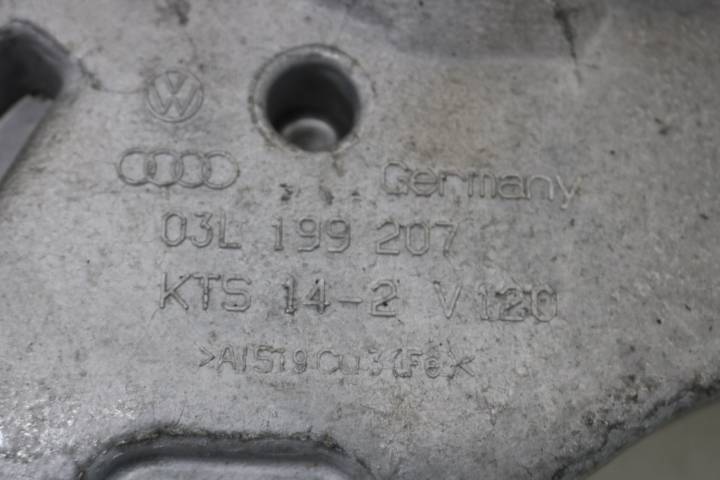 Germany
03L 199 207
KTS 14-2 V120
>AlSi9Cu3(Fe)<